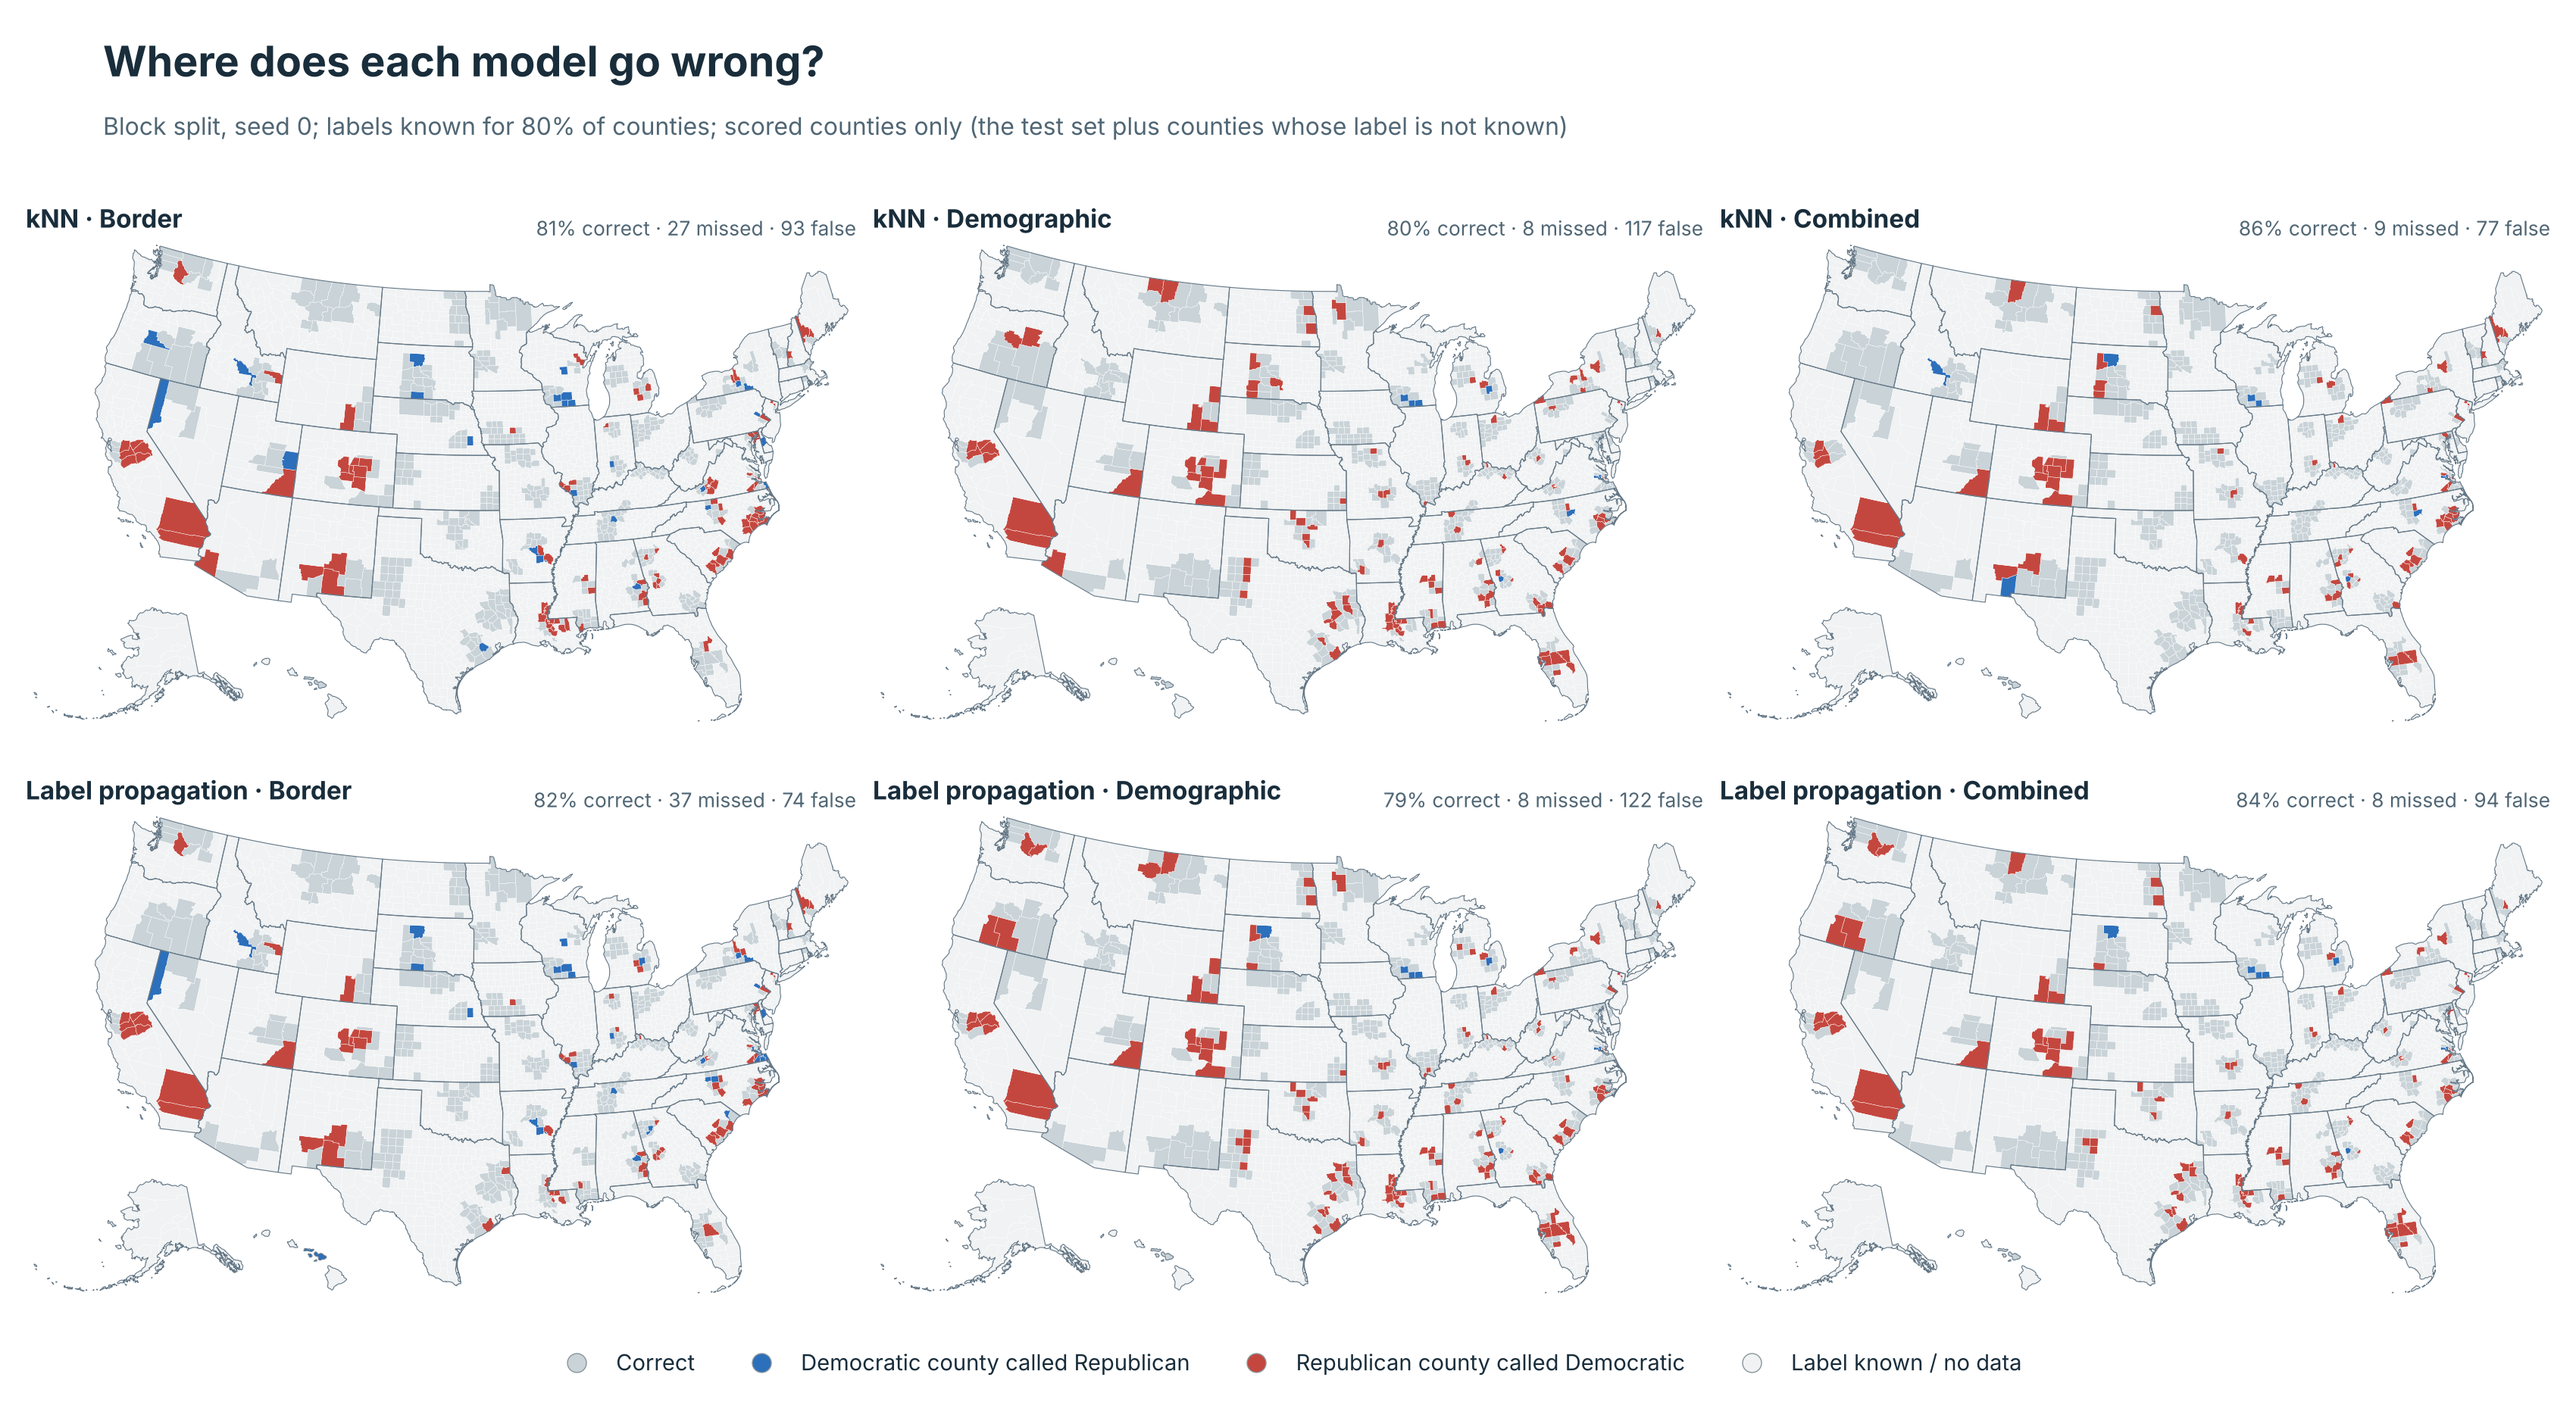 Where does each model go wrong?
Block split, seed 0; labels known for 80% of counties; scored counties only (the test set plus counties whose label is not known)
kNN · Border
81% correct · 27 missed · 93 false
kNN · Demographic
80% correct · 8 missed · 117 false
kNN · Combined
86% correct · 9 missed · 77 false
Label propagation · Border
82% correct · 37 missed · 74 false
Label propagation · Demographic
79% correct · 8 missed · 122 false
Label propagation · Combined
84% correct · 8 missed · 94 false
Correct
Democratic county called Republican
Republican county called Democratic
Label known / no data